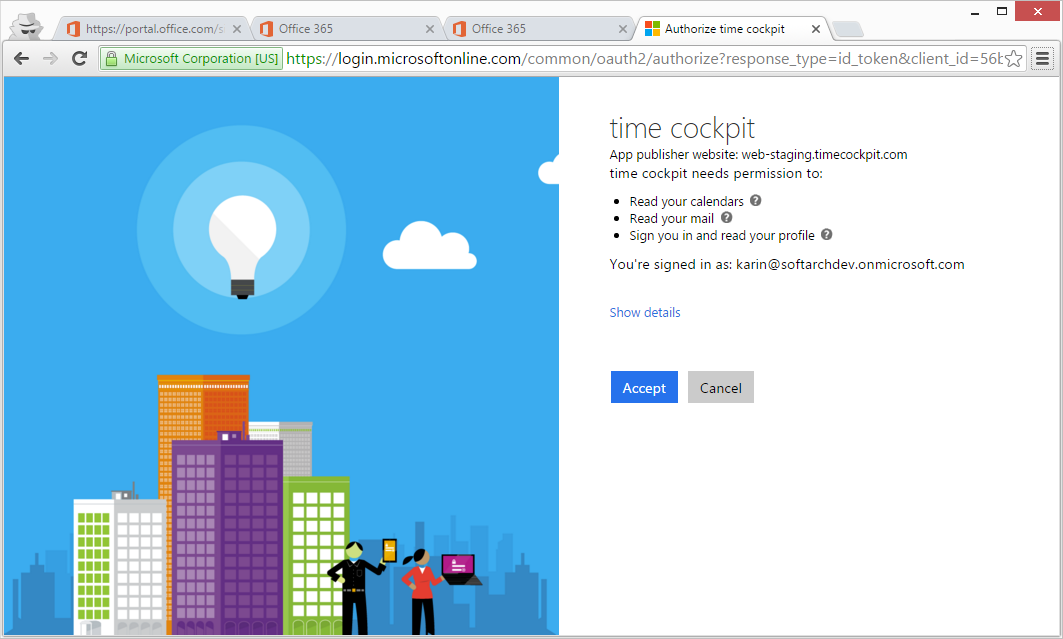 https://portal.office.com/s
Office 365
Office 365
Authorize time cockpit
Microsoft Corporation [US]
https://login.microsoftonline.com/common/oauth2/authorize?response_type=id_token&client_id=56b
time cockpit
App publisher website: web-staging.timecockpit.com
time cockpit needs permission to:
Read your calendars
Read your mail
Sign you in and read your profile
You're signed in as: karin@softarchdev.onmicrosoft.com
Show details
Accept
Cancel